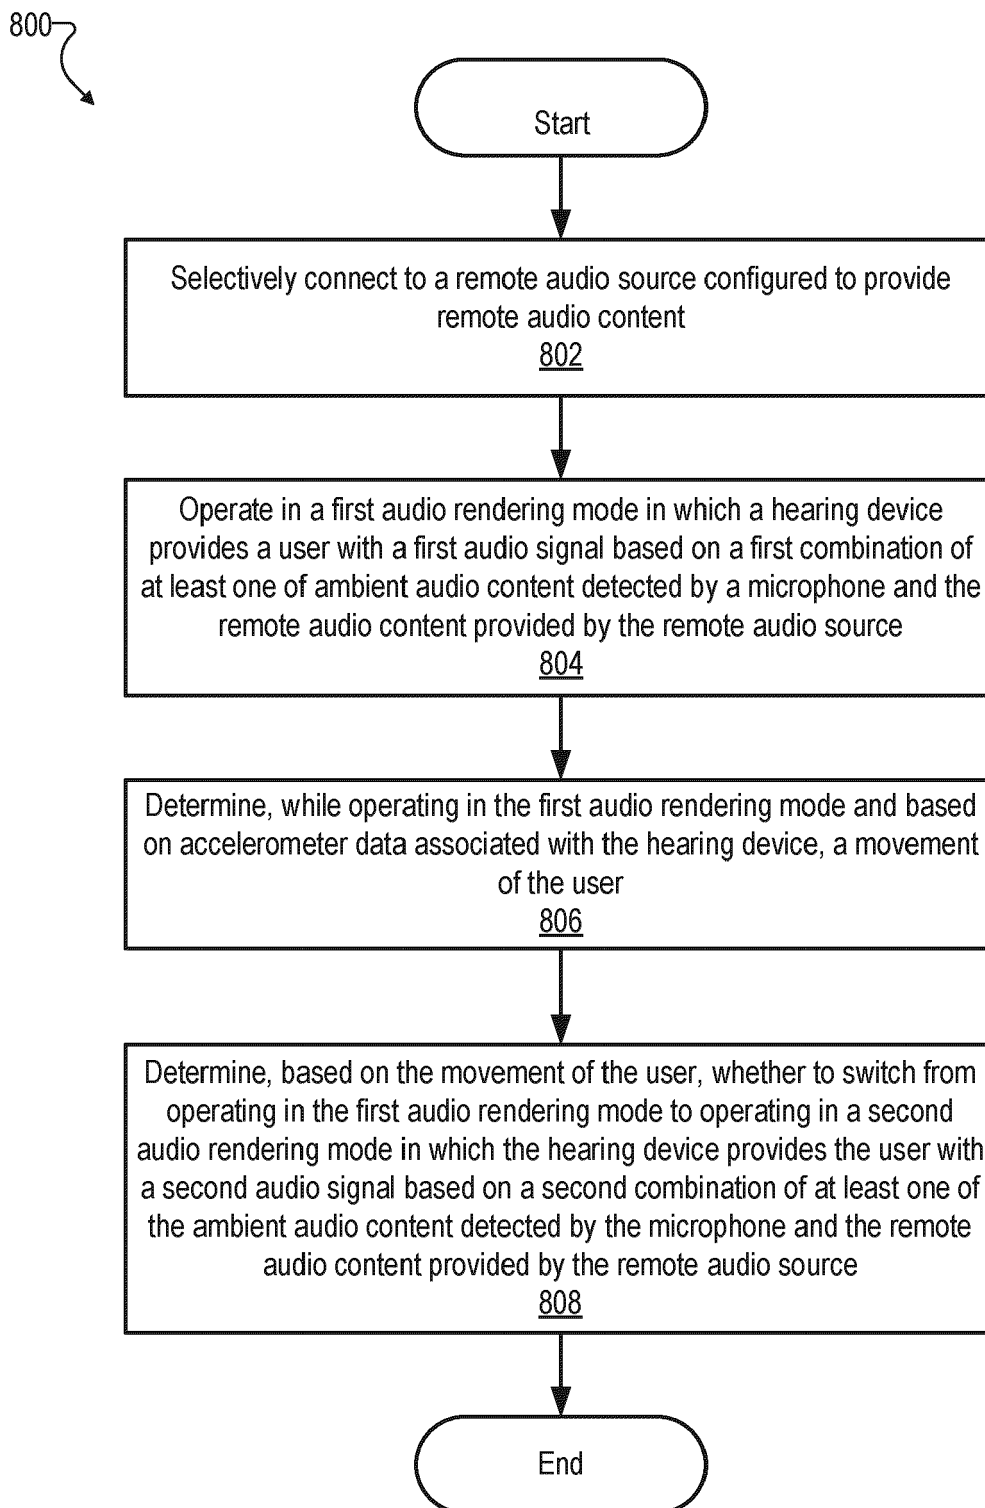 800
Start
Selectively connect to a remote audio source configured to provide
remote audio content
802
Operate in a first audio rendering mode in which a hearing device
provides a user with a first audio signal based on a first combination of
at least one of ambient audio content detected by a microphone and the
remote audio content provided by the remote audio source
804
Determine, while operating in the first audio rendering mode and based
on accelerometer data associated with the hearing device, a movement
of the user
806
Determine, based on the movement of the user, whether to switch from
operating in the first audio rendering mode to operating in a second
audio rendering mode in which the hearing device provides the user with
a second audio signal based on a second combination of at least one of
the ambient audio content detected by the microphone and the remote
audio content provided by the remote audio source
808
End